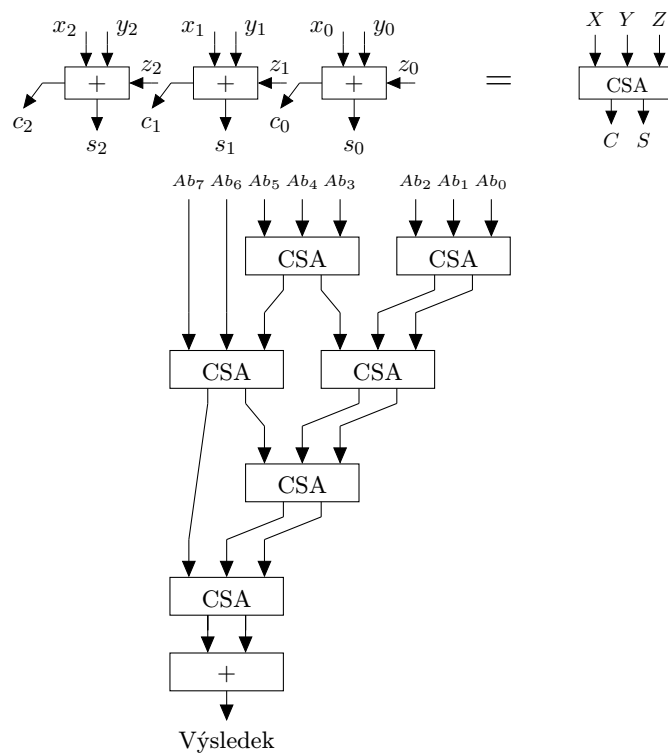 x₂ y₂ x₁ y₁ x₀ y₀ X Y Z
+ z₂ + z₁ + z₀ = CSA
c₂ c₁ c₀ C S
s₂ s₁ s₀
Ab₇ Ab₆ Ab₅ Ab₄ Ab₃ Ab₂ Ab₁ Ab₀
CSA CSA
CSA CSA
CSA
CSA
+
Výsledek